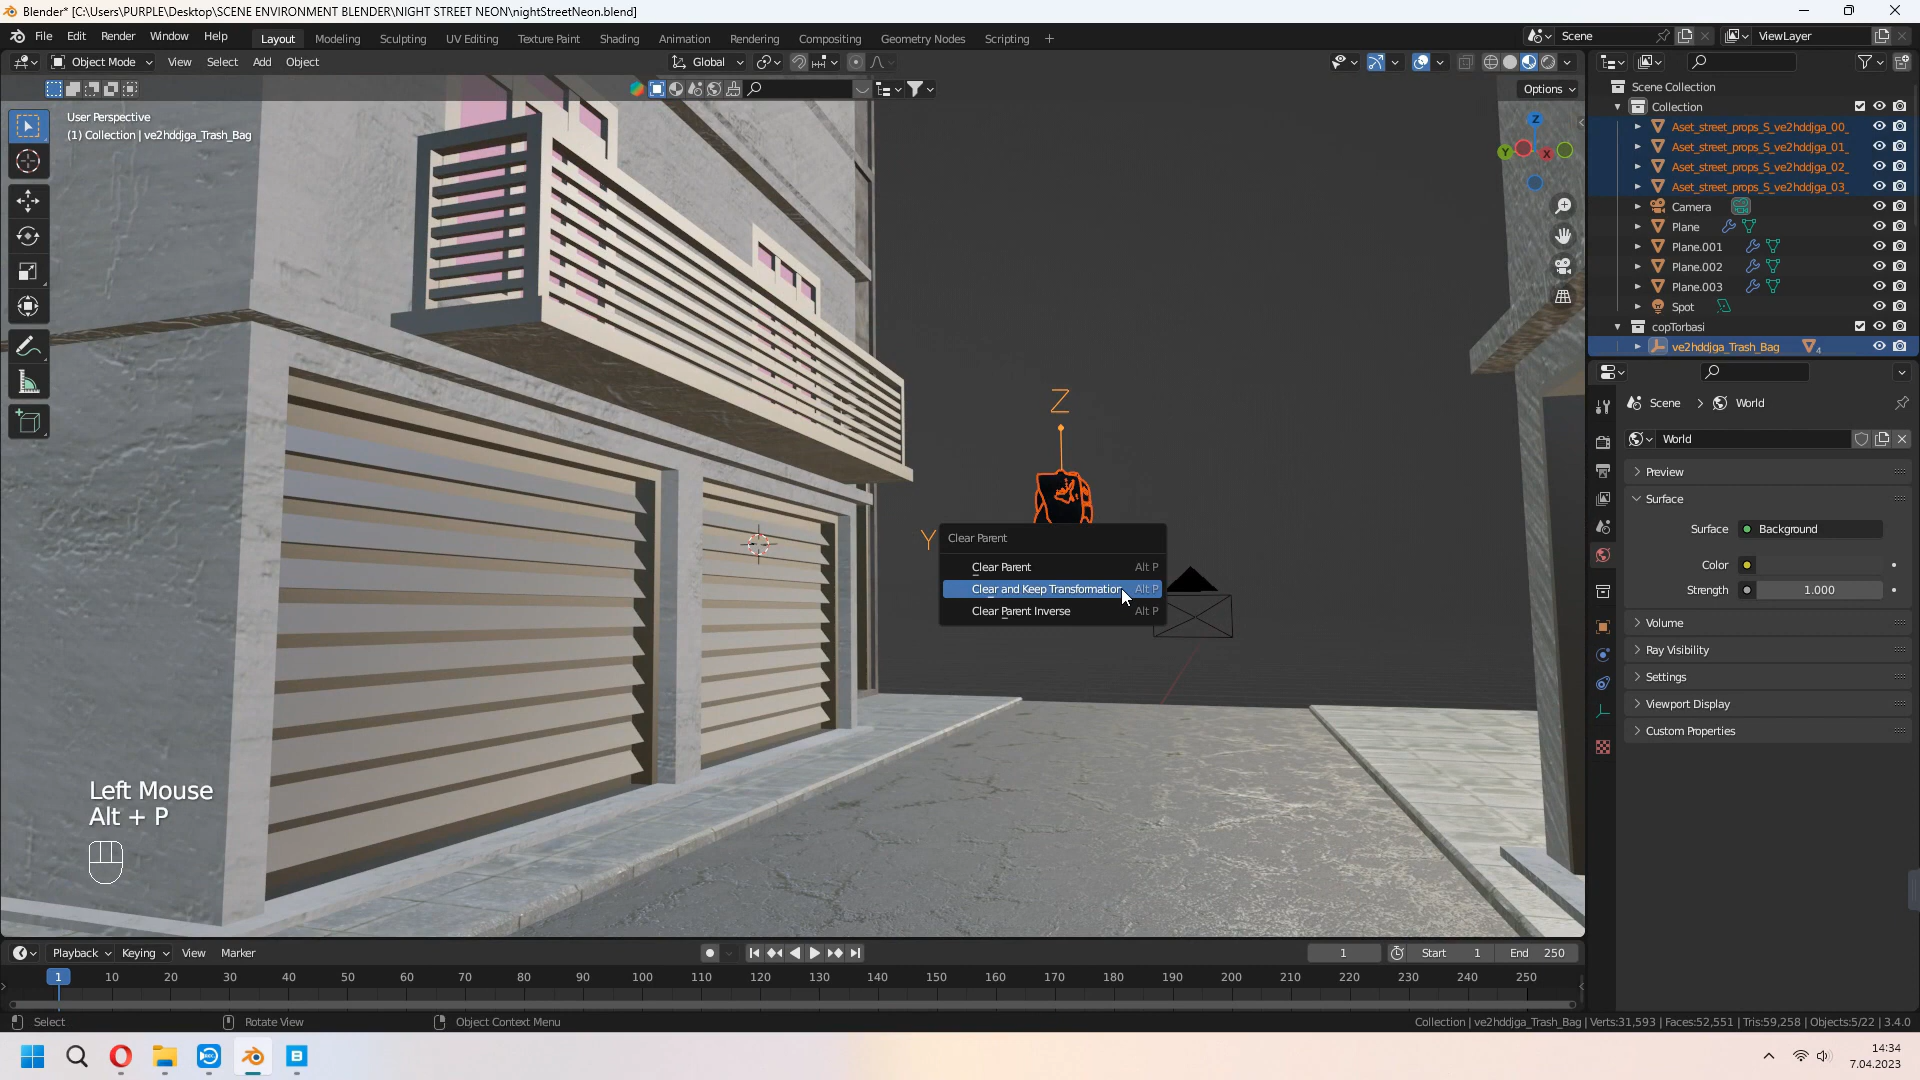 Blender* [C:\Users\PURPLE\Desktop\SCENE ENVIRONMENT BLENDER\NIGHT STREET NEON\nightStreetNeon.blend]
File Edit Render Window Help Layout Modeling Sculpting UV Editing Texture Paint Shading Animation Rendering Compositing Geometry Nodes Scripting + Scene ViewLayer
Object Mode View Select Add Object Global
Options
User Perspective
(1) Collection | ve2hddjga_Trash_Bag
Z
Y X
Scene Collection
Collection
Aset_street_props_S_ve2hddjga_00_
Aset_street_props_S_ve2hddjga_01_
Aset_street_props_S_ve2hddjga_02_
Aset_street_props_S_ve2hddjga_03_
Camera
Plane
Plane.001
Plane.002
Plane.003
Spot
copTorbasi
ve2hddjga_Trash_Bag 4
Scene > World
World
Preview
Surface
Surface Background
Color
Strength 1.000
Volume
Ray Visibility
Settings
Viewport Display
Custom Properties
Z
Y
Clear Parent
Clear Parent Alt P
Clear and Keep Transformation Alt P
Clear Parent Inverse Alt P
Left Mouse
Alt + P
Playback Keying View Marker 1 Start 1 End 250
1 10 20 30 40 50 60 70 80 90 100 110 120 130 140 150 160 170 180 190 200 210 220 230 240 250
Select Rotate View Object Context Menu Collection | ve2hddjga_Trash_Bag | Verts:31,593 | Faces:52,551 | Tris:59,258 | Objects:5/22 | 3.4.0
14:34
7.04.2023